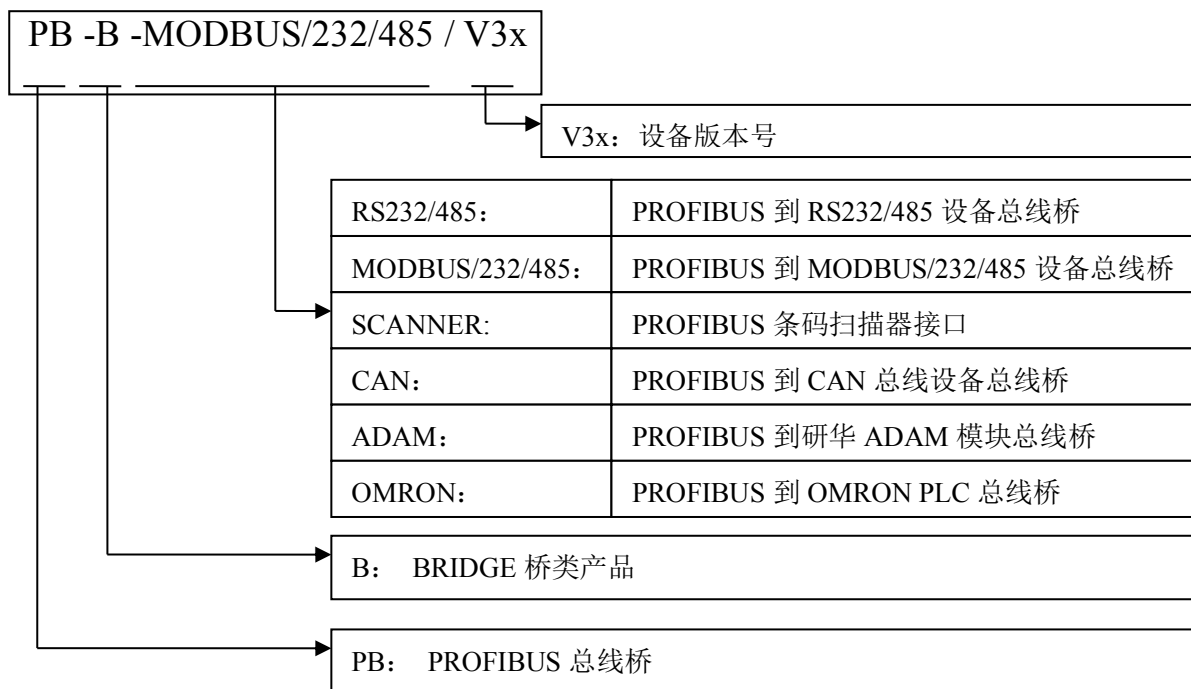 PB -B -MODBUS/232/485 / V3x
V3x：设备版本号
RS232/485： PROFIBUS 到 RS232/485 设备总线桥
MODBUS/232/485： PROFIBUS 到 MODBUS/232/485 设备总线桥
SCANNER: PROFIBUS 条码扫描器接口
CAN： PROFIBUS 到 CAN 总线设备总线桥
ADAM： PROFIBUS 到研华 ADAM 模块总线桥
OMRON： PROFIBUS 到 OMRON PLC 总线桥
B： BRIDGE 桥类产品
PB： PROFIBUS 总线桥